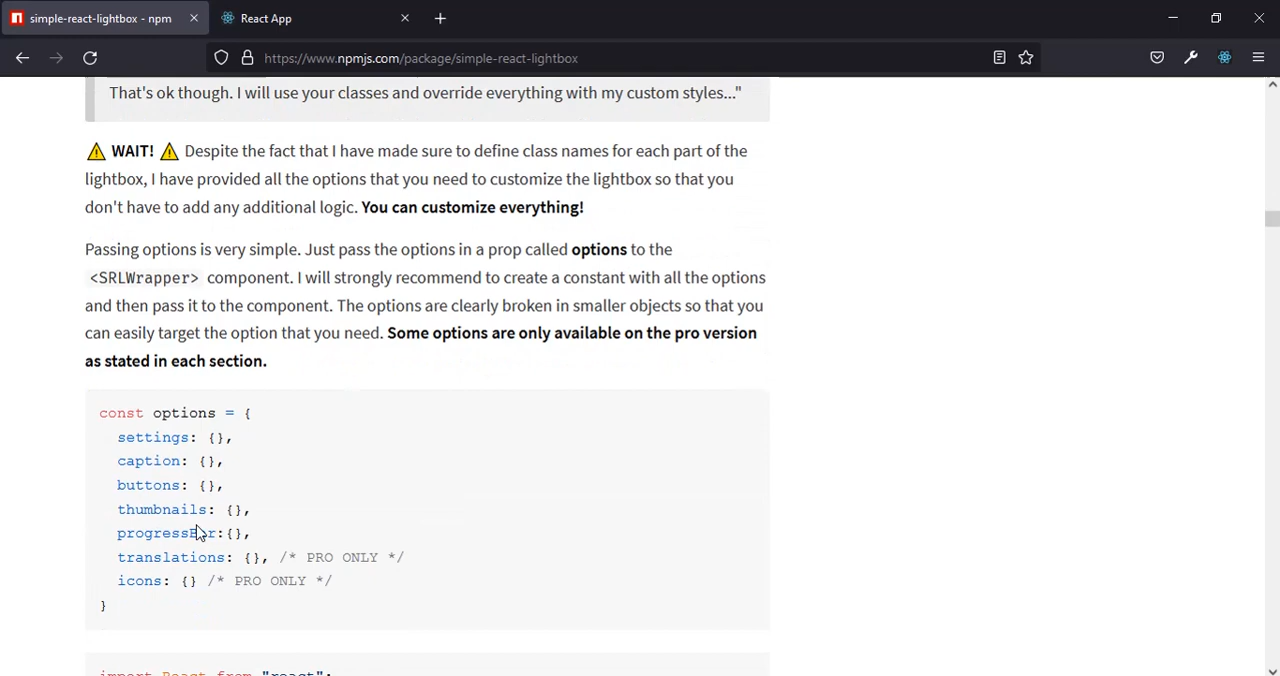 simple-react-lightbox - npm
React App
https://www.npmjs.com/package/simple-react-lightbox
That's ok though. I will use your classes and override everything with my custom styles..."
⚠ WAIT! ⚠ Despite the fact that I have made sure to define class names for each part of the
lightbox, I have provided all the options that you need to customize the lightbox so that you
don't have to add any additional logic. You can customize everything!
Passing options is very simple. Just pass the options in a prop called options to the
<SRLWrapper> component. I will strongly recommend to create a constant with all the options
and then pass it to the component. The options are clearly broken in smaller objects so that you
can easily target the option that you need. Some options are only available on the pro version
as stated in each section.
const options = {
settings: {},
caption: {},
buttons: {},
thumbnails: {},
progressBar:{},
translations: {}, /* PRO ONLY */
icons: {} /* PRO ONLY */
}
import React from "react";